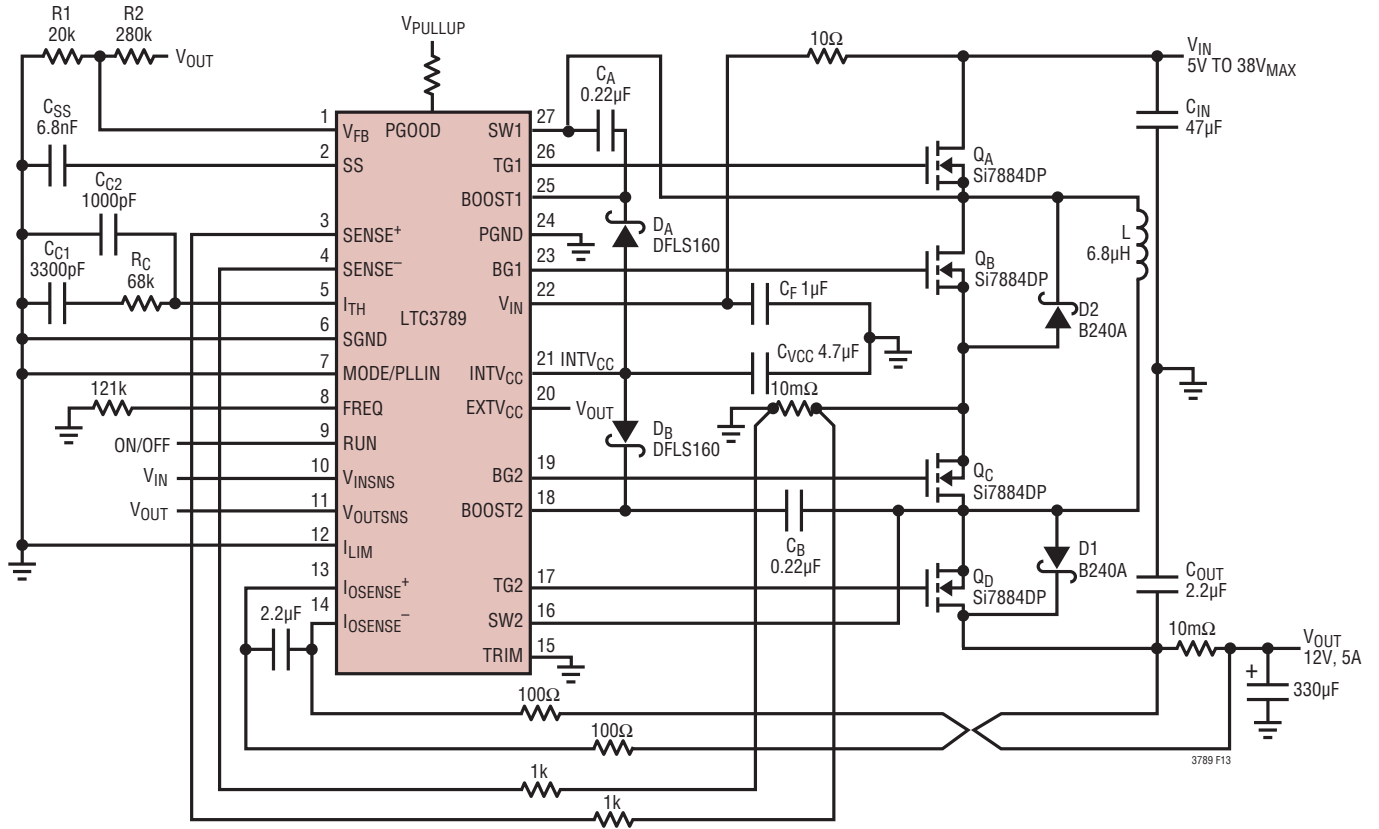 R1
20k
R2
280k
VOUT
VPULLUP
10Ω
VIN
5V TO 38VMAX
CSS
6.8nF
CA
0.22µF
CIN
47µF
1
VFB
PGOOD
SW1
27
2
SS
TG1
26
QA
Si7884DP
CC2
1000pF
BOOST1
25
3
SENSE+
PGND
24
DA
DFLS160
L
6.8µH
CC1
3300pF
RC
68k
4
SENSE–
BG1
23
QB
Si7884DP
5
ITH
VIN
22
CF 1µF
D2
B240A
LTC3789
6
SGND
CVCC 4.7µF
7
MODE/PLLIN
INTVCC
21 INTVCC
10mΩ
121k
8
FREQ
EXTVCC
20
VOUT
ON/OFF
9
RUN
DB
DFLS160
VIN
10
VINSNS
BG2
19
QC
Si7884DP
VOUT
11
VOUTSNS
BOOST2
18
12
ILIM
CB
0.22µF
D1
B240A
13
IOSENSE+
TG2
17
QD
Si7884DP
COUT
2.2µF
2.2µF
14
IOSENSE–
SW2
16
10mΩ
VOUT
12V, 5A
TRIM
15
+
330µF
100Ω
100Ω
3789 F13
1k
1k